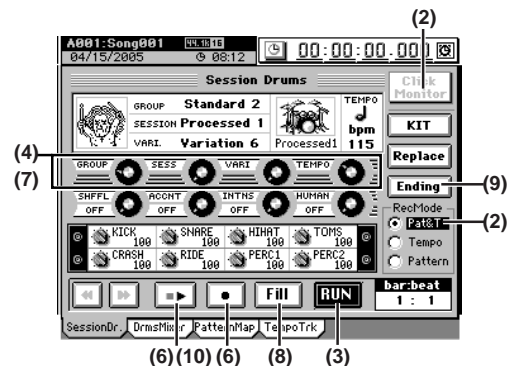 (2)
A001:Song001 44.1k 16
04/15/2005 08:12
00:00:00.000
Session Drums
Click Monitor
GROUP Standard 2
SESSION Processed 1
VARI. Variation 6
Processed1
TEMPO
bpm
115
KIT
(4)
GROUP SESS VARI TEMPO
Replace
(7)
Ending
(9)
SHFFL ACCNT INTNS HUMAN
OFF OFF OFF OFF
RecMode
Pat&T
(2)
Tempo
Pattern
KICK 100 SNARE 100 HIHAT 100 TOMS 100
CRASH 100 RIDE 100 PERC1 100 PERC2 100
Fill
RUN
bar:beat
1 : 1
SessionDr. DrmsMixer PatternMap TempoTrk
(6) (10) (6) (8) (3)